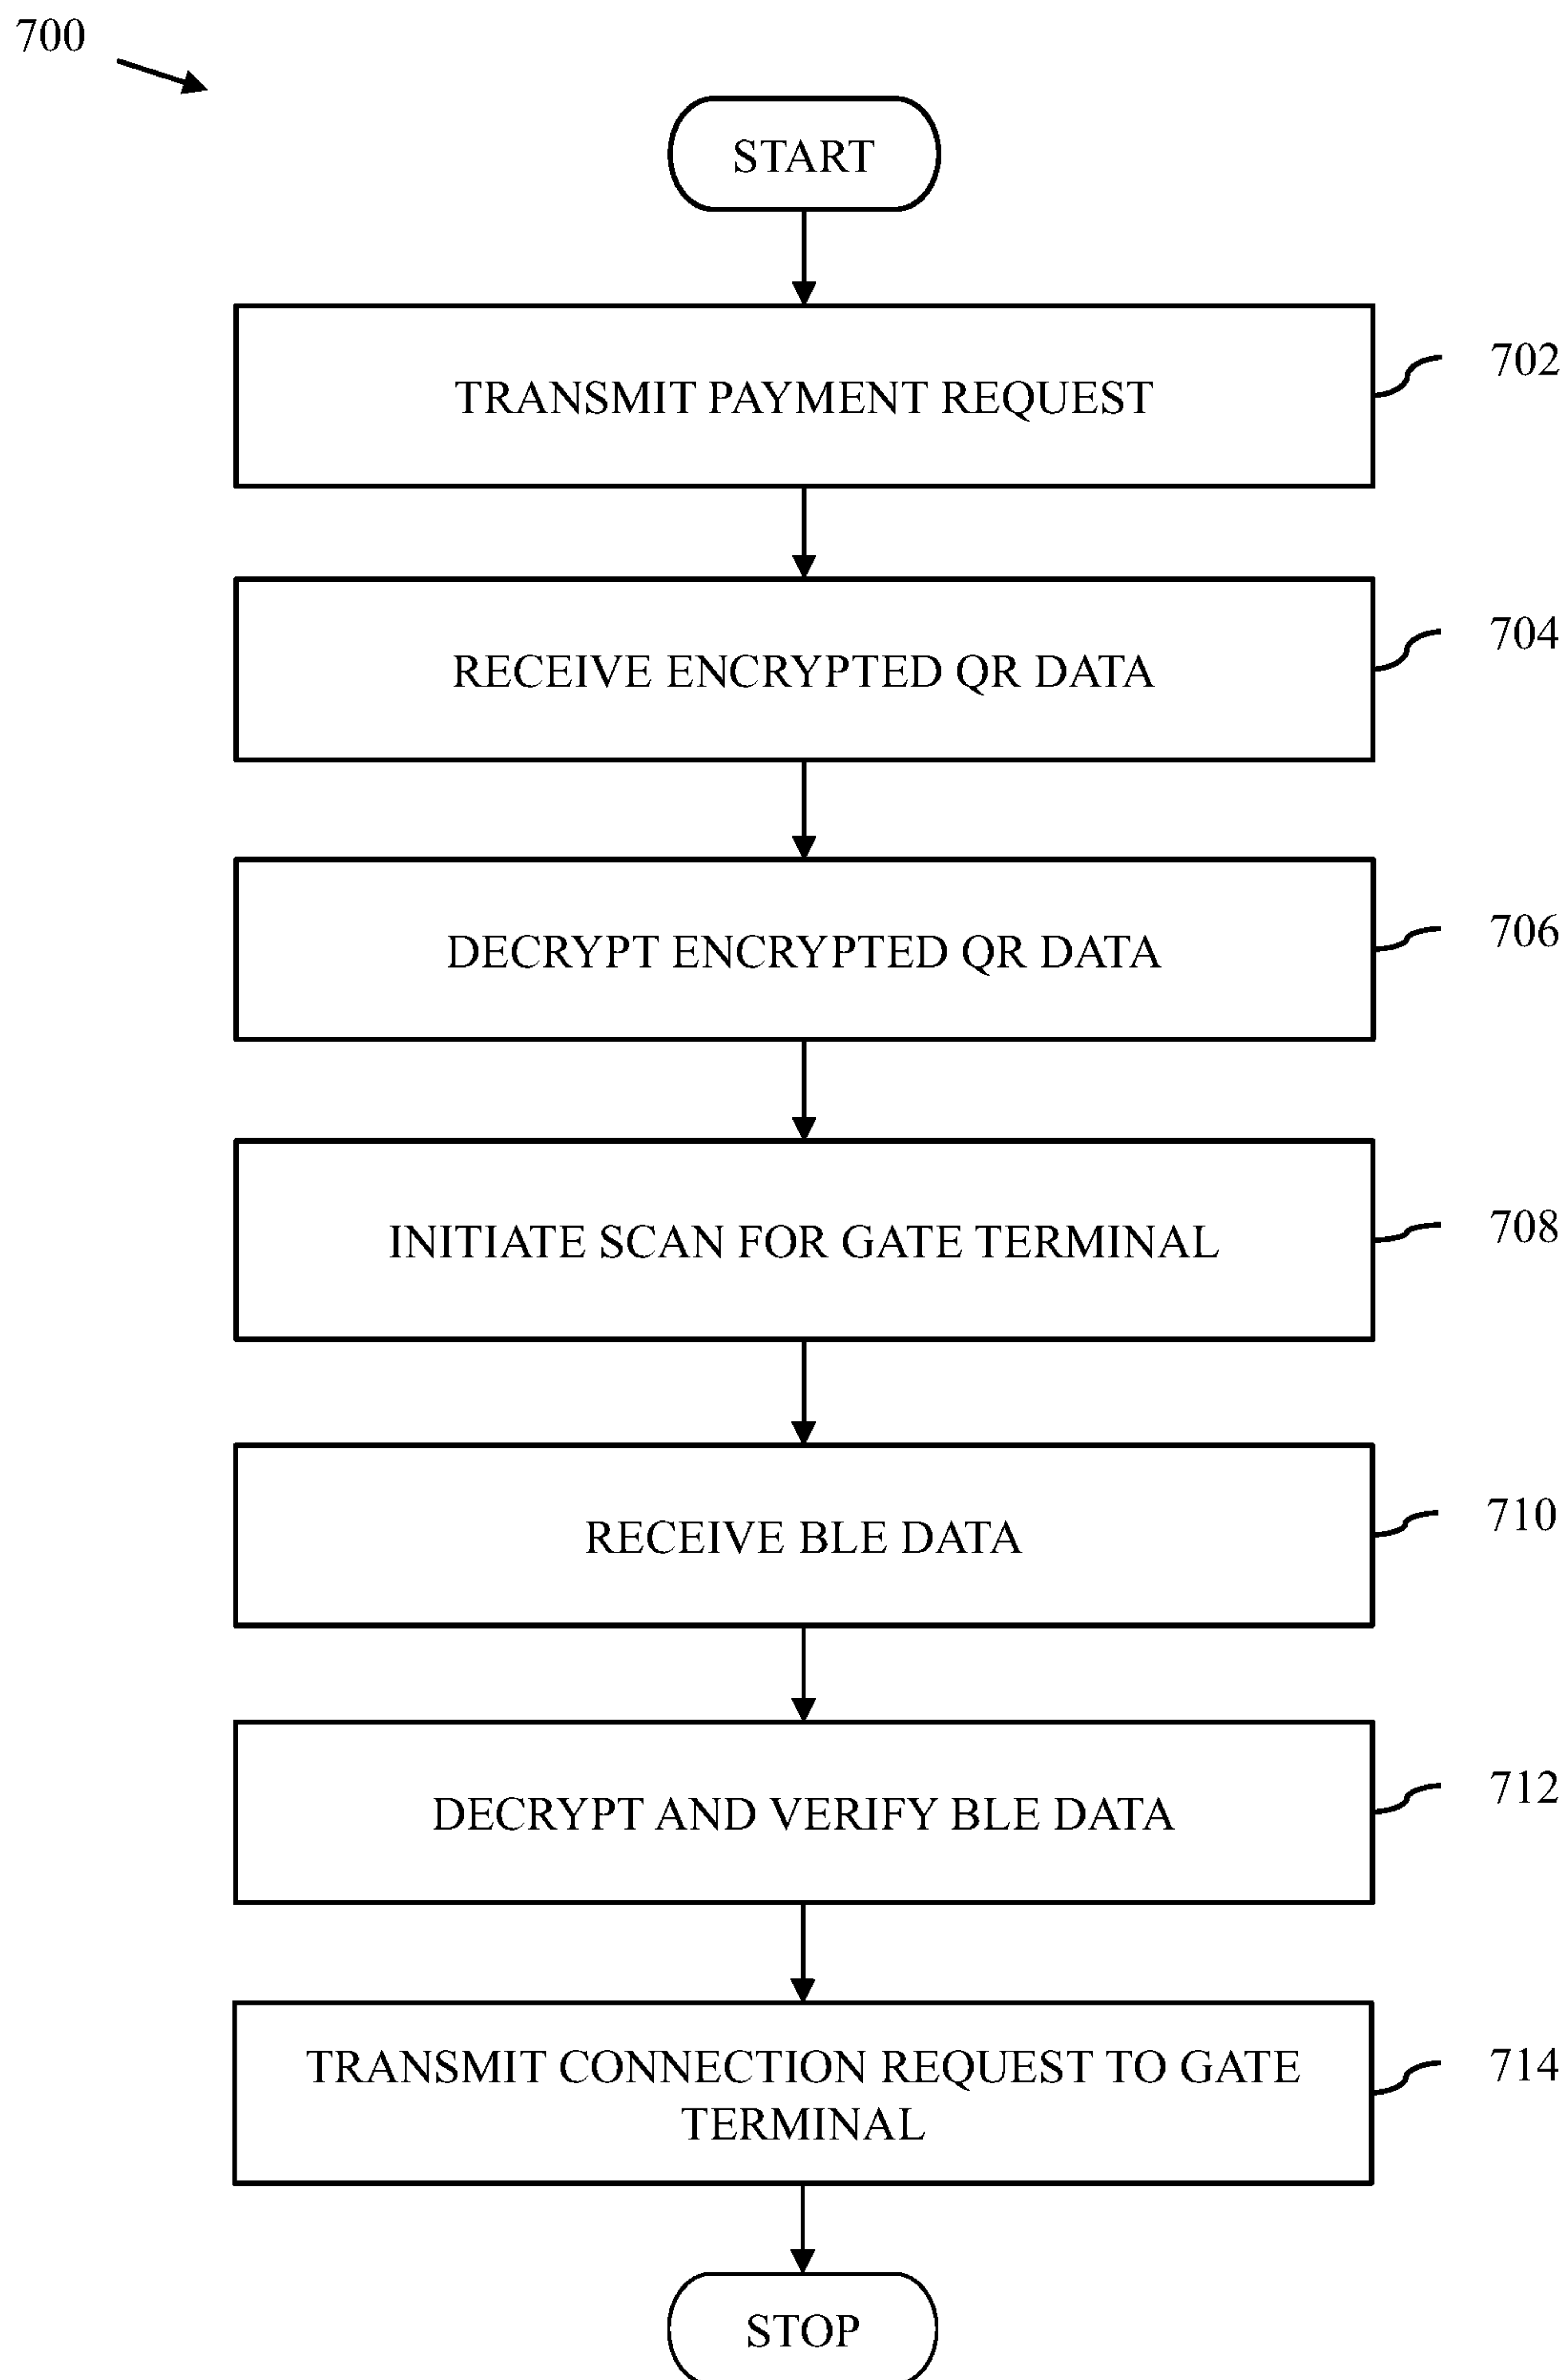 700
START
TRANSMIT PAYMENT REQUEST
702
RECEIVE ENCRYPTED QR DATA
704
DECRYPT ENCRYPTED QR DATA
706
INITIATE SCAN FOR GATE TERMINAL
708
RECEIVE BLE DATA
710
DECRYPT AND VERIFY BLE DATA
712
TRANSMIT CONNECTION REQUEST TO GATE
TERMINAL
714
STOP